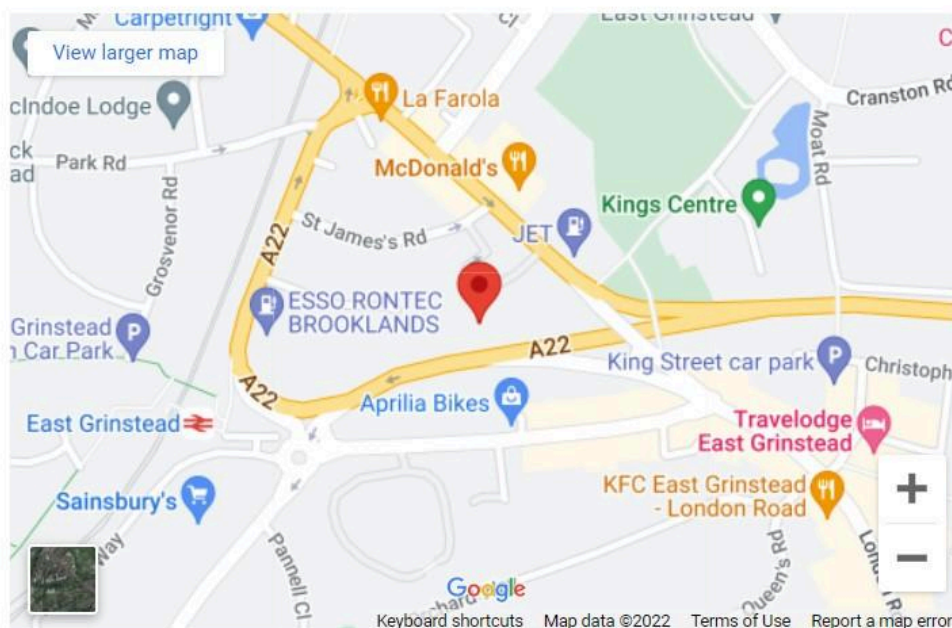 Carpetright
East Grinstead
View larger map
cIndoe Lodge
La Farola
Cranston Rd
Park Rd
McDonald's
Moat Rd
Grosvenor Rd
Kings Centre
St James's Rd
JET
A22
ESSO RONTEC
BROOKLANDS
Grinstead
Car Park
P
A22
King Street car park
P
Christoph
A22
Aprilia Bikes
East Grinstead
Travelodge
East Grinstead
Sainsbury's
KFC East Grinstead
- London Road
+
−
Way
Pannell Cl
Queen's Rd
Google
Keyboard shortcuts Map data ©2022 Terms of Use Report a map error